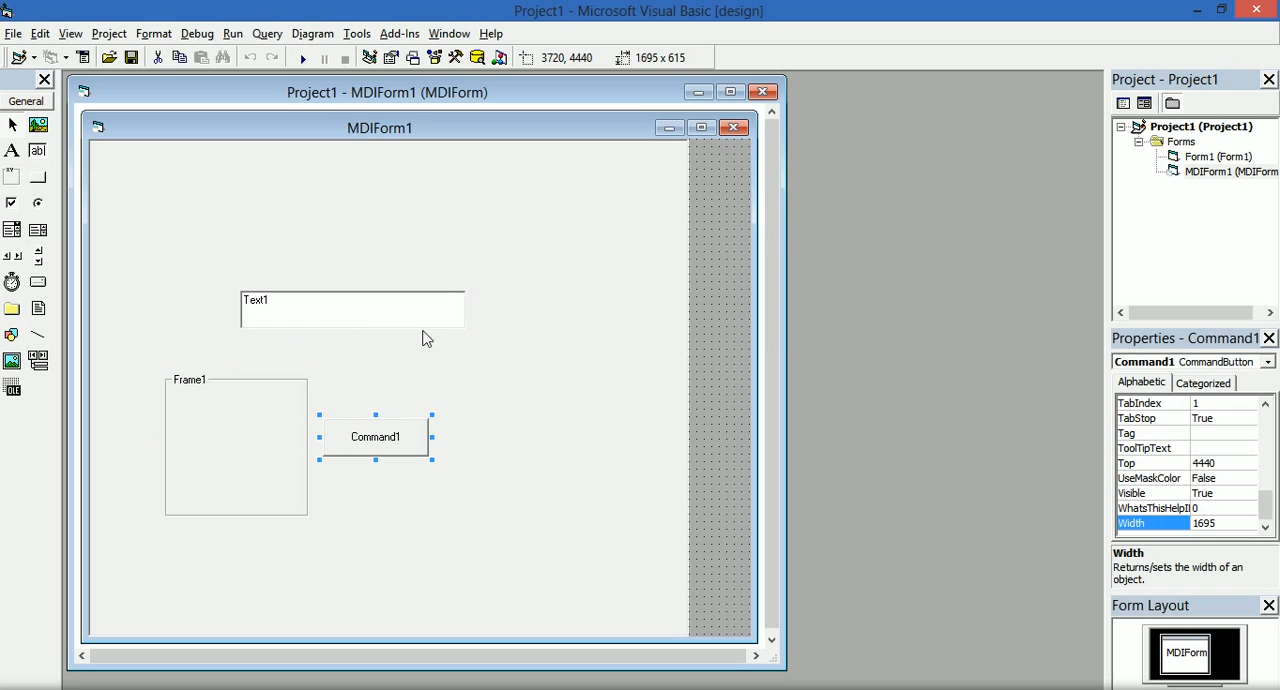 Project1 - Microsoft Visual Basic [design]
File Edit View Project Format Debug Run Query Diagram Tools Add-Ins Window Help
3720, 4440 1695 x 615
General
Project1 - MDIForm1 (MDIForm)
MDIForm1
Text1
Frame1
Command1
Project - Project1
Project1 (Project1)
Forms
Form1 (Form1)
MDIForm1 (MDIForm
Properties - Command1
Command1 CommandButton
Alphabetic Categorized
TabIndex 1
TabStop True
Tag
ToolTipText
Top 4440
UseMaskColor False
Visible True
WhatsThisHelpI 0
Width 1695
Width
Returns/sets the width of an
object.
Form Layout
MDIForm